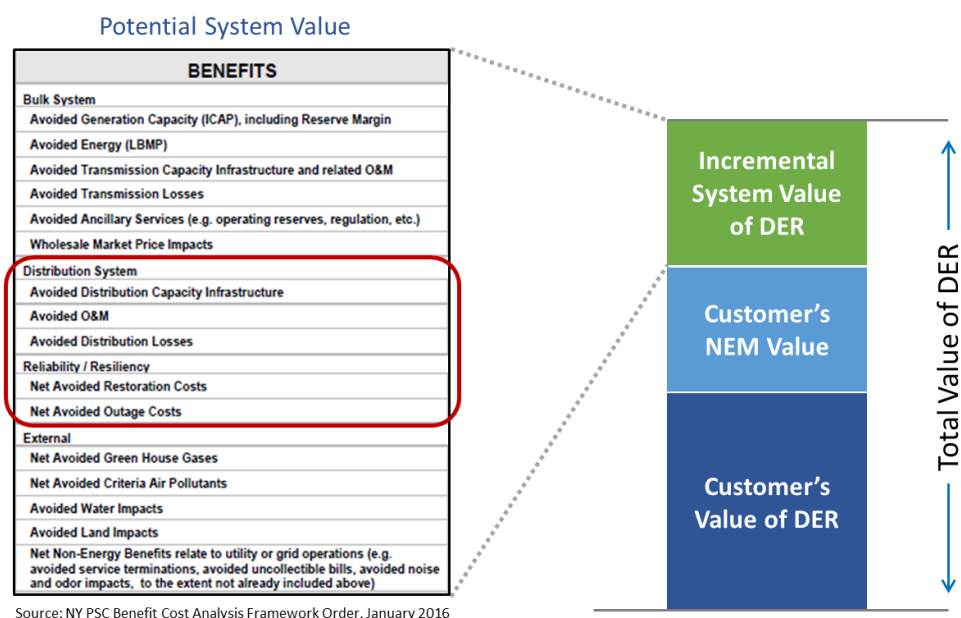 Potential System Value
BENEFITS
Bulk System
Avoided Generation Capacity (ICAP), including Reserve Margin
Avoided Energy (LBMP)
Avoided Transmission Capacity Infrastructure and related O&M
Avoided Transmission Losses
Avoided Ancillary Services (e.g. operating reserves, regulation, etc.)
Wholesale Market Price Impacts
Distribution System
Avoided Distribution Capacity Infrastructure
Avoided O&M
Avoided Distribution Losses
Reliability / Resiliency
Net Avoided Restoration Costs
Net Avoided Outage Costs
External
Net Avoided Green House Gases
Net Avoided Criteria Air Pollutants
Avoided Water Impacts
Avoided Land Impacts
Net Non-Energy Benefits relate to utility or grid operations (e.g.
avoided service terminations, avoided uncollectible bills, avoided noise
and odor impacts, to the extent not already included above)
Source: NY PSC Benefit Cost Analysis Framework Order, January 2016
Incremental
System Value
of DER
Customer's
NEM Value
Customer's
Value of DER
Total Value of DER